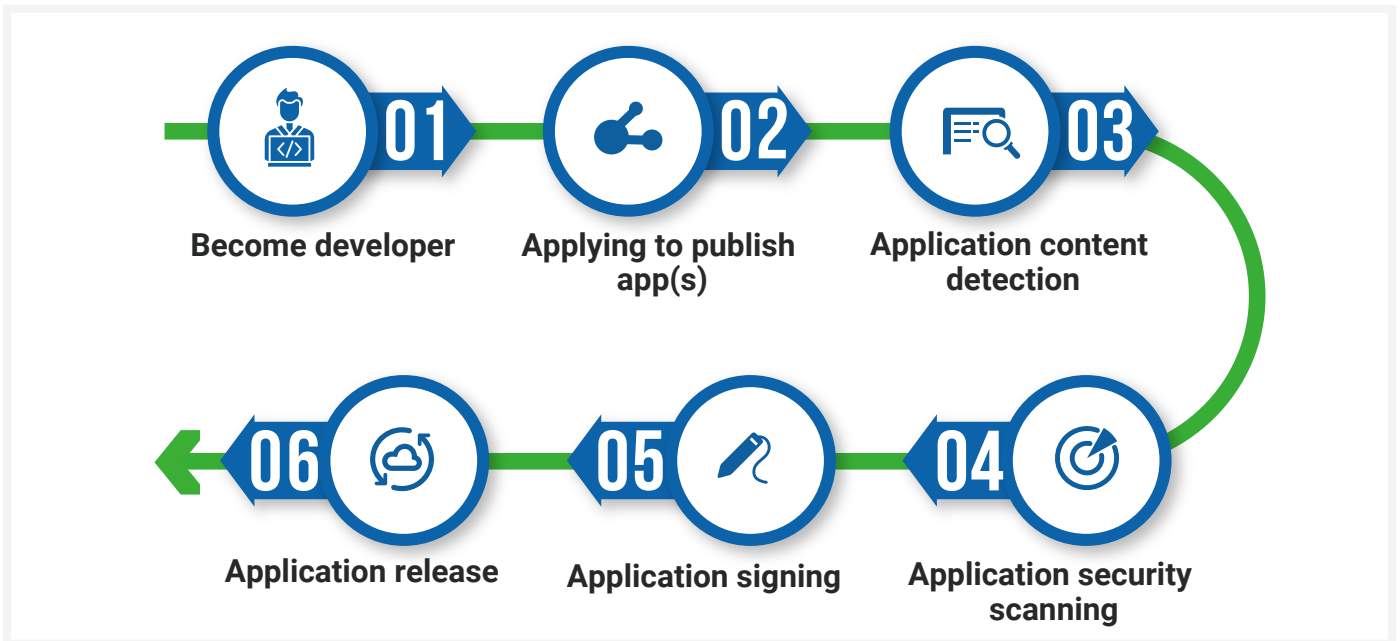 01
Become developer
02
Applying to publish
app(s)
03
Application content
detection
04
Application security
scanning
05
Application signing
06
Application release